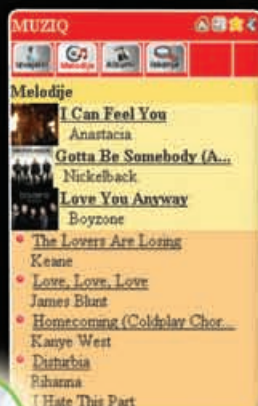 MUZIQ
Melodije
Melodije
I Can Feel You
Anastacia
Gotta Be Somebody (A...
Nickelback
Love You Anyway
Boyzone
The Lovers Are Losing
Keane
Love, Love, Love
James Blunt
Homecoming (Coldplay Chor...
Kanye West
Disturbia
Rihanna
I Hate This Part